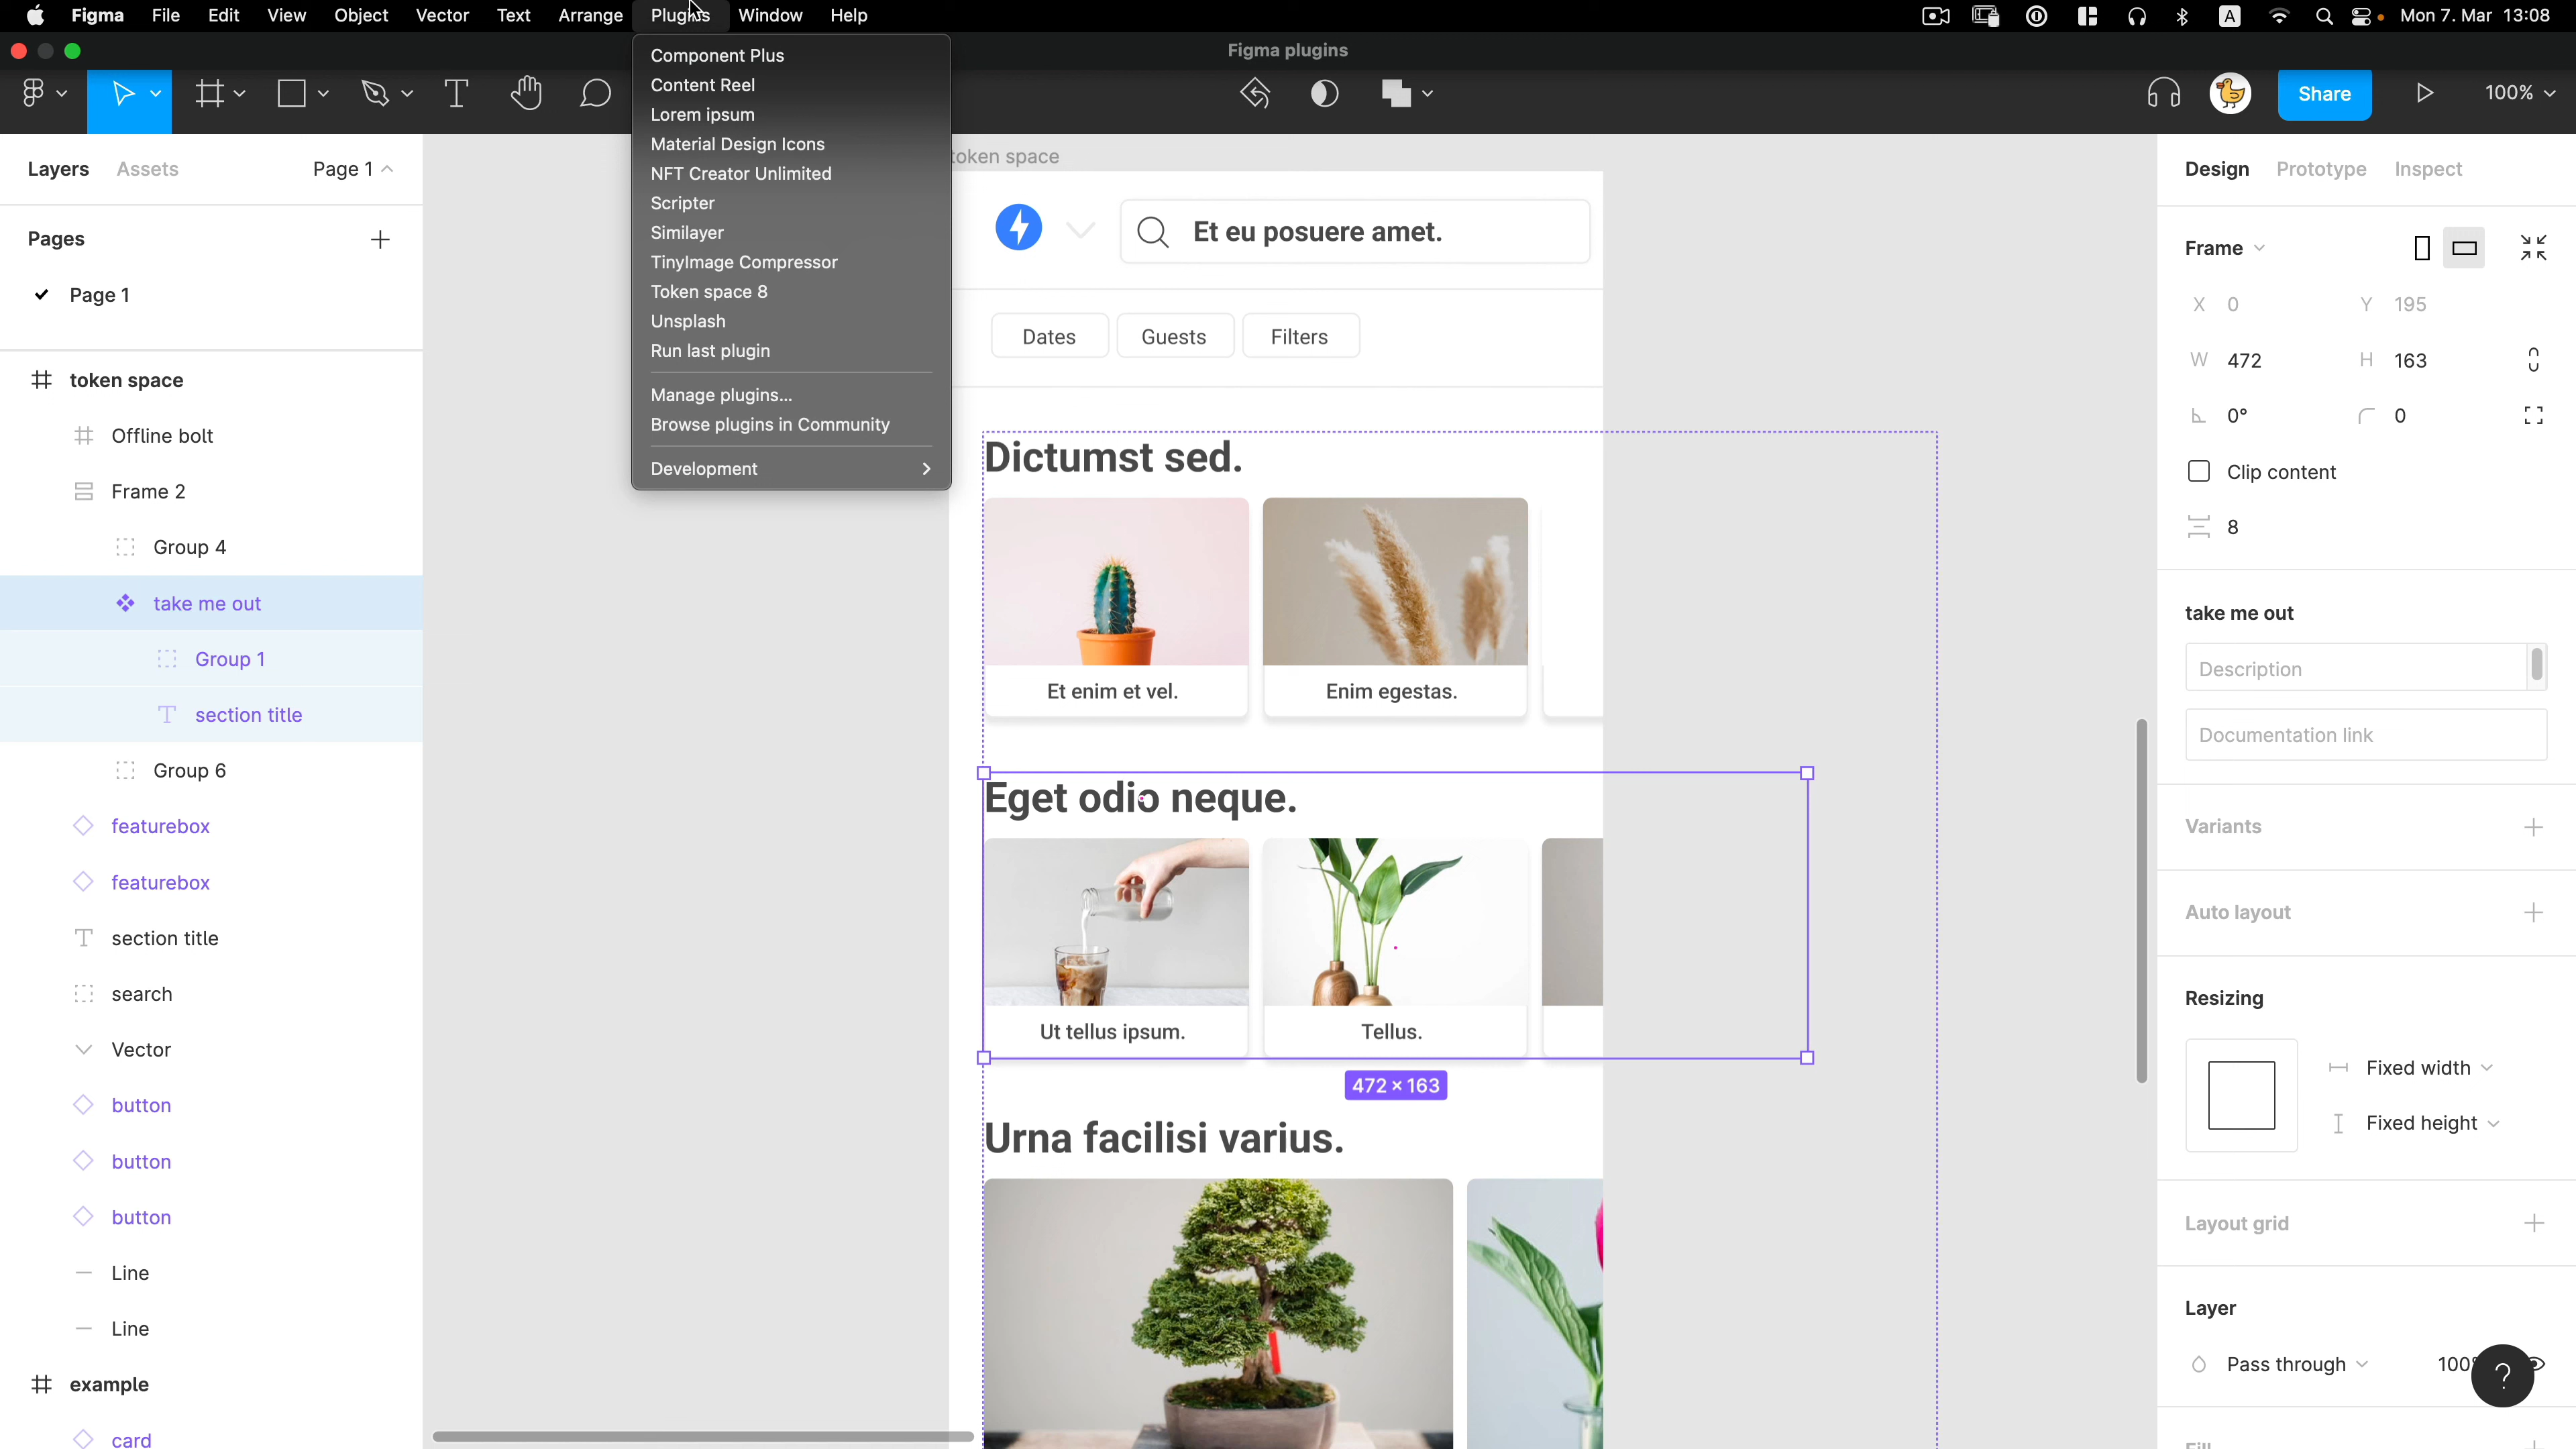 Figma File Edit View Object Vector Text Arrange Plugins Window Help
A
Mon 7. Mar 13:08
Figma plugins
Share
100%
Component Plus
Content Reel
Lorem ipsum
Material Design Icons
NFT Creator Unlimited
Scripter
Similayer
TinyImage Compressor
Token space 8
Unsplash
Run last plugin
Manage plugins...
Browse plugins in Community
Development
Layers Assets Page 1
Pages
Page 1
token space
Offline bolt
Frame 2
Group 4
take me out
Group 1
section title
Group 6
featurebox
featurebox
section title
search
Vector
button
button
button
Line
Line
example
card
token space
Et eu posuere amet.
Dates Guests Filters
Dictumst sed.
Et enim et vel. Enim egestas.
Eget odio neque.
Ut tellus ipsum. Tellus.
472 × 163
Urna facilisi varius.
Design Prototype Inspect
Frame
X 0 Y 195
W 472 H 163
0° 0
Clip content
8
take me out
Description
Documentation link
Variants
Auto layout
Resizing
Fixed width
Fixed height
Layout grid
Layer
Pass through 100%
?